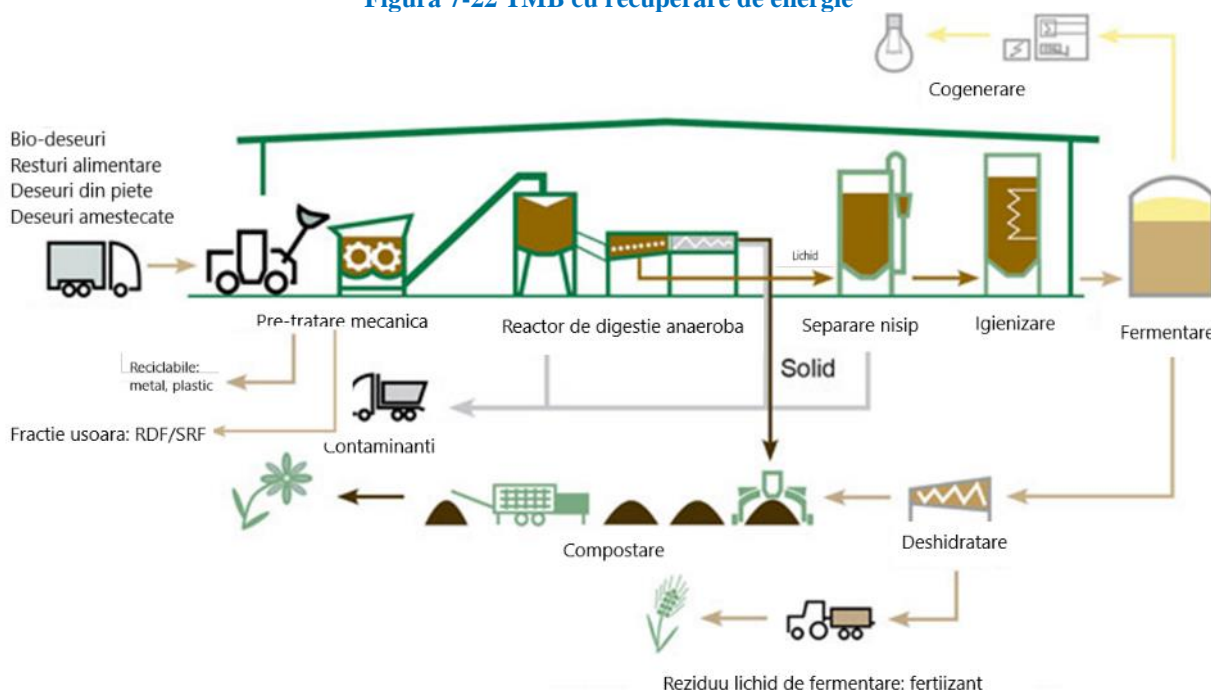 Figura 7-22 TMB cu recuperare de energie
Cogenerare
Bio-deseuri
Resturi alimentare
Deseuri din piete
Deseuri amestecate
Lichid
Pre-tratare mecanica
Reactor de digestie anaeroba
Separare nisip
Igienizare
Fermentare
Reciclabile:
metal, plastic
Solid
Fractie usoara: RDF/SRF
Contaminanti
Compostare
Deshidratare
Reziduu lichid de fermentare: fertiizant